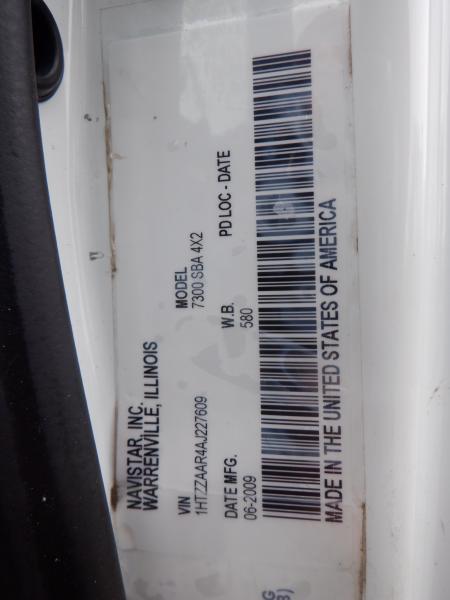 NAVISTAR, INC.
WARRENVILLE, ILLINOIS
VIN MODEL
1HTZZAAR4AJ227609 7300 SBA 4X2
DATE MFG. W.B. PD LOC - DATE
06-2009 580
MADE IN THE UNITED STATES OF AMERICA